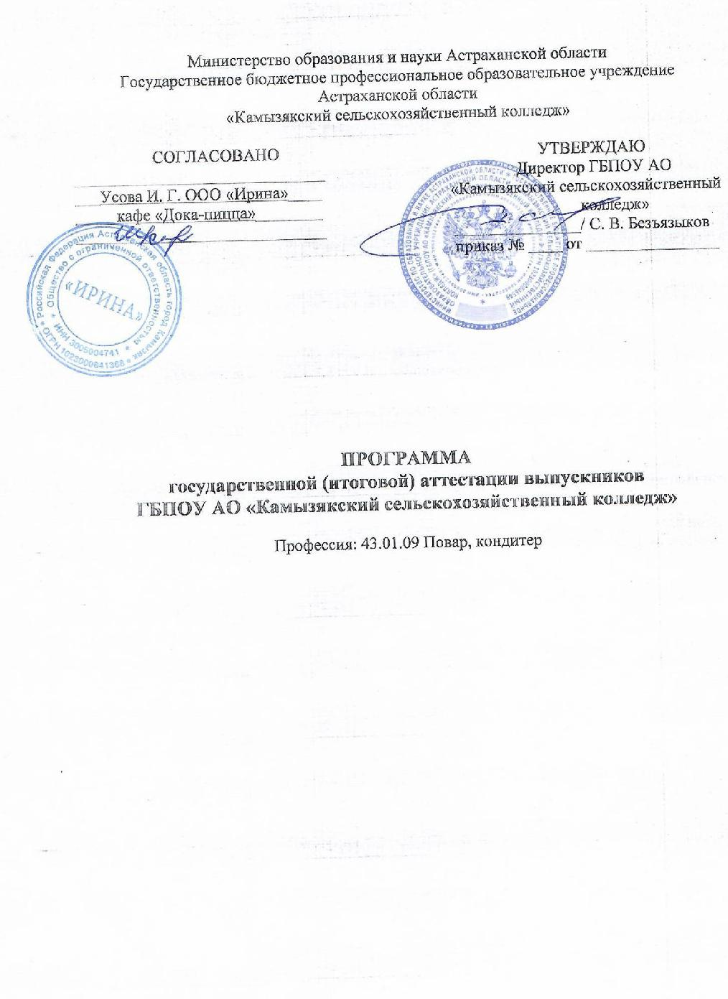 Министерство образования и науки Астраханской области
Государственное бюджетное профессиональное образовательное учреждение
Астраханской области
«Камызякский сельскохозяйственный колледж»
СОГЛАСОВАНО
Усова И. Г. ООО «Ирина»
кафе «Дока-пицца»
УТВЕРЖДАЮ
Директор ГБПОУ АО
«Камызякский сельскохозяйственный
колледж»
/ С. В. Безъязыков
приказ № ____ от ________________
Российская Федерация Астраханская область город Камызяк * ОГРН 1023000841368 *
Общество с ограниченной ответственностью * ИНН 3005004741 *
«ИРИНА»
ПРОГРАММА
государственной (итоговой) аттестации выпускников
ГБПОУ АО «Камызякский сельскохозяйственный колледж»
Профессия: 43.01.09 Повар, кондитер